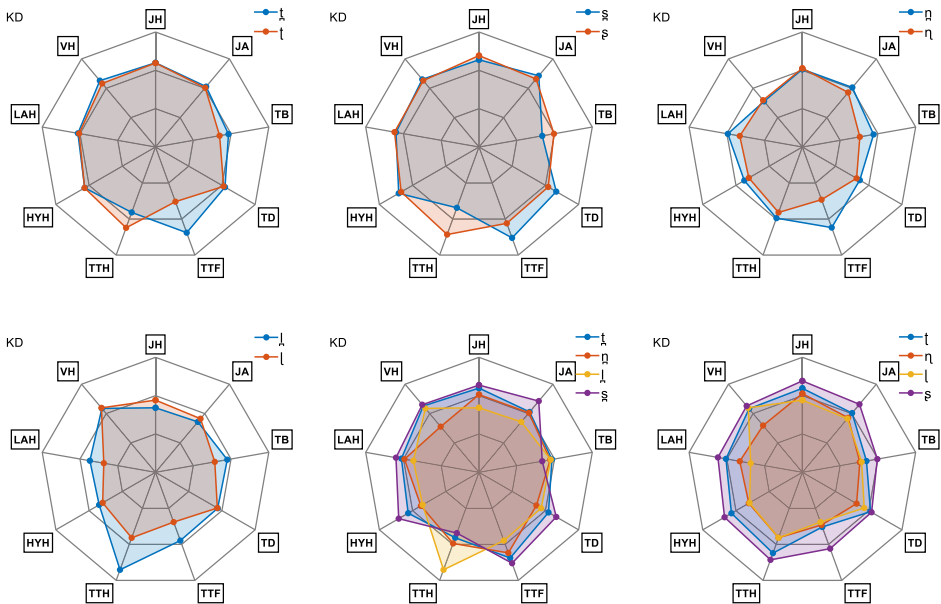 KD
JH
JA
TB
TD
TTF
TTH
HYH
LAH
VH
t̪
ʈ
KD
JH
JA
TB
TD
TTF
TTH
HYH
LAH
VH
s̪
ʂ
KD
JH
JA
TB
TD
TTF
TTH
HYH
LAH
VH
n̪
ɳ
KD
JH
JA
TB
TD
TTF
TTH
HYH
LAH
VH
l̪
ɭ
KD
JH
JA
TB
TD
TTF
TTH
HYH
LAH
VH
t̪
n̪
l̪
s̪
KD
JH
JA
TB
TD
TTF
TTH
HYH
LAH
VH
ʈ
ɳ
ɭ
ʂ